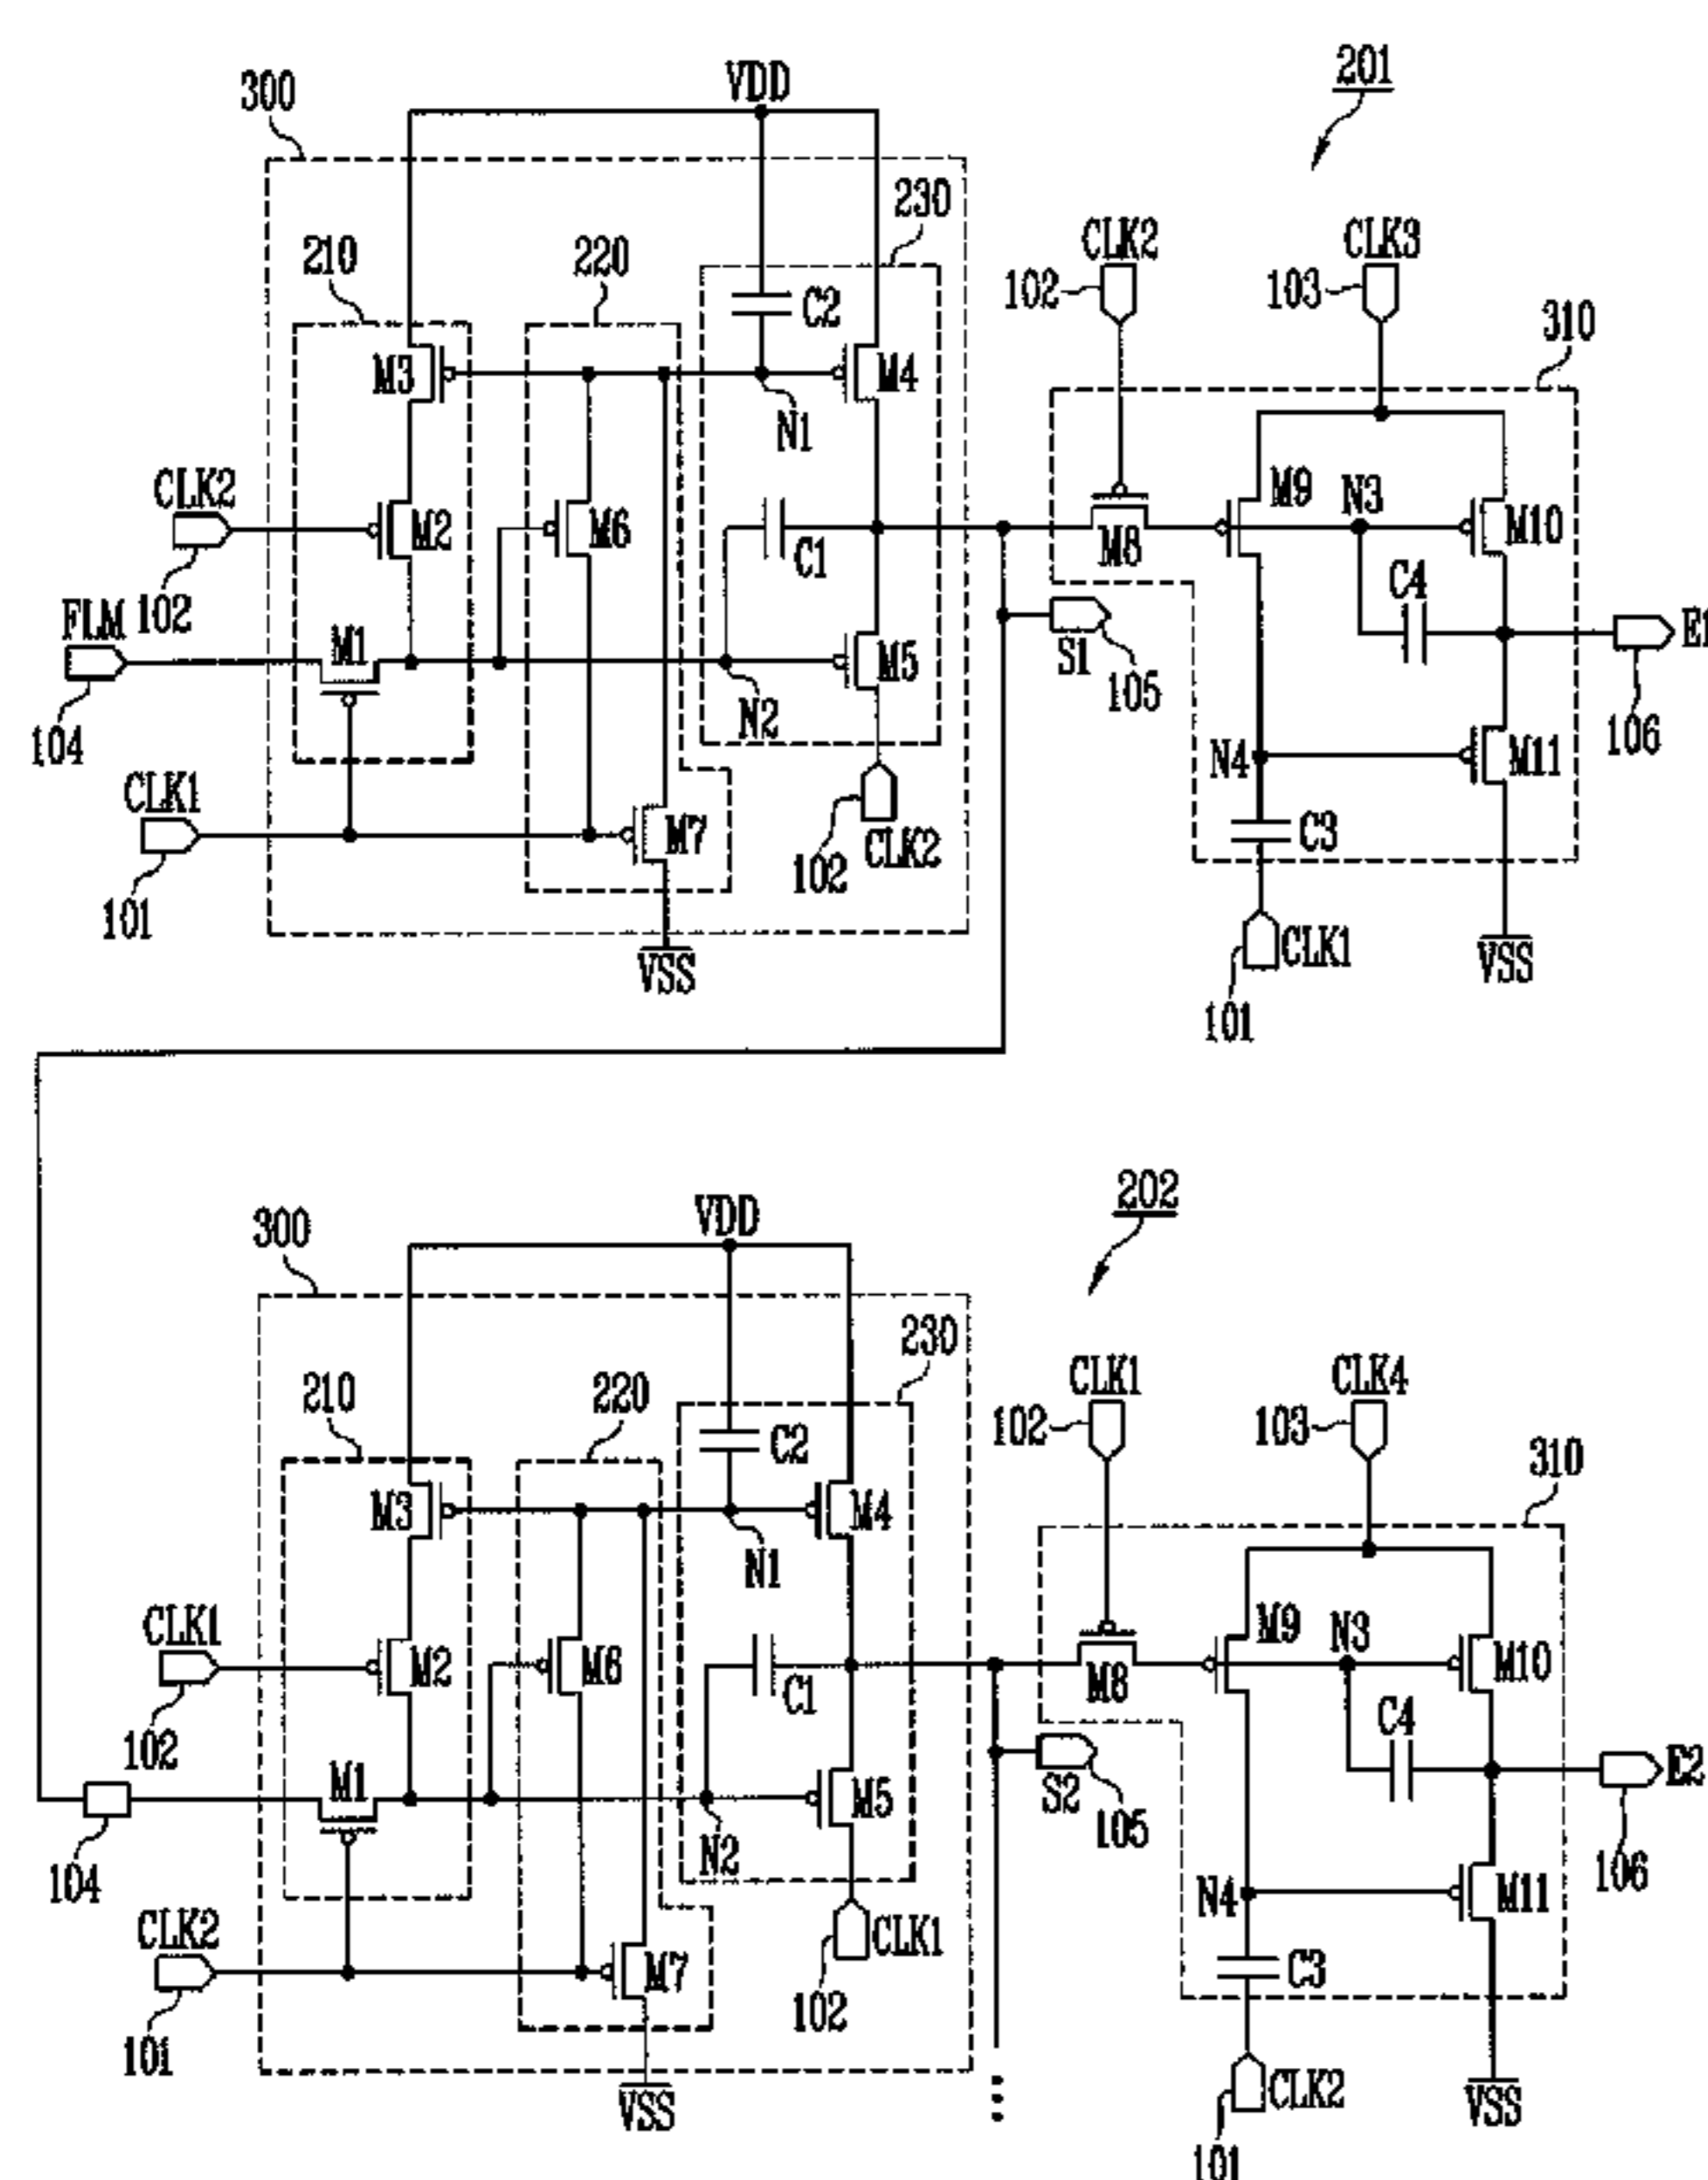 201
300
VDD
230
CLK2
CLK3
210
220
102
103
C2
310
M3
M4
N1
CLK2
M9
N3
M2
M6
M10
C1
M8
C4
102
FLM
M1
M5
E1
S1
105
N2
104
106
N4
M11
CLK1
M7
C3
102
CLK2
101
VSS
CLK1
VSS
101
202
300
VDD
230
CLK1
CLK4
210
220
102
103
C2
310
M3
M4
N1
CLK1
M9
N3
M2
M6
M10
C1
M8
C4
102
M1
S2
E2
M5
105
N2
104
106
N4
M11
CLK2
CLK1
M7
C3
102
101
CLK2
VSS
VSS
101